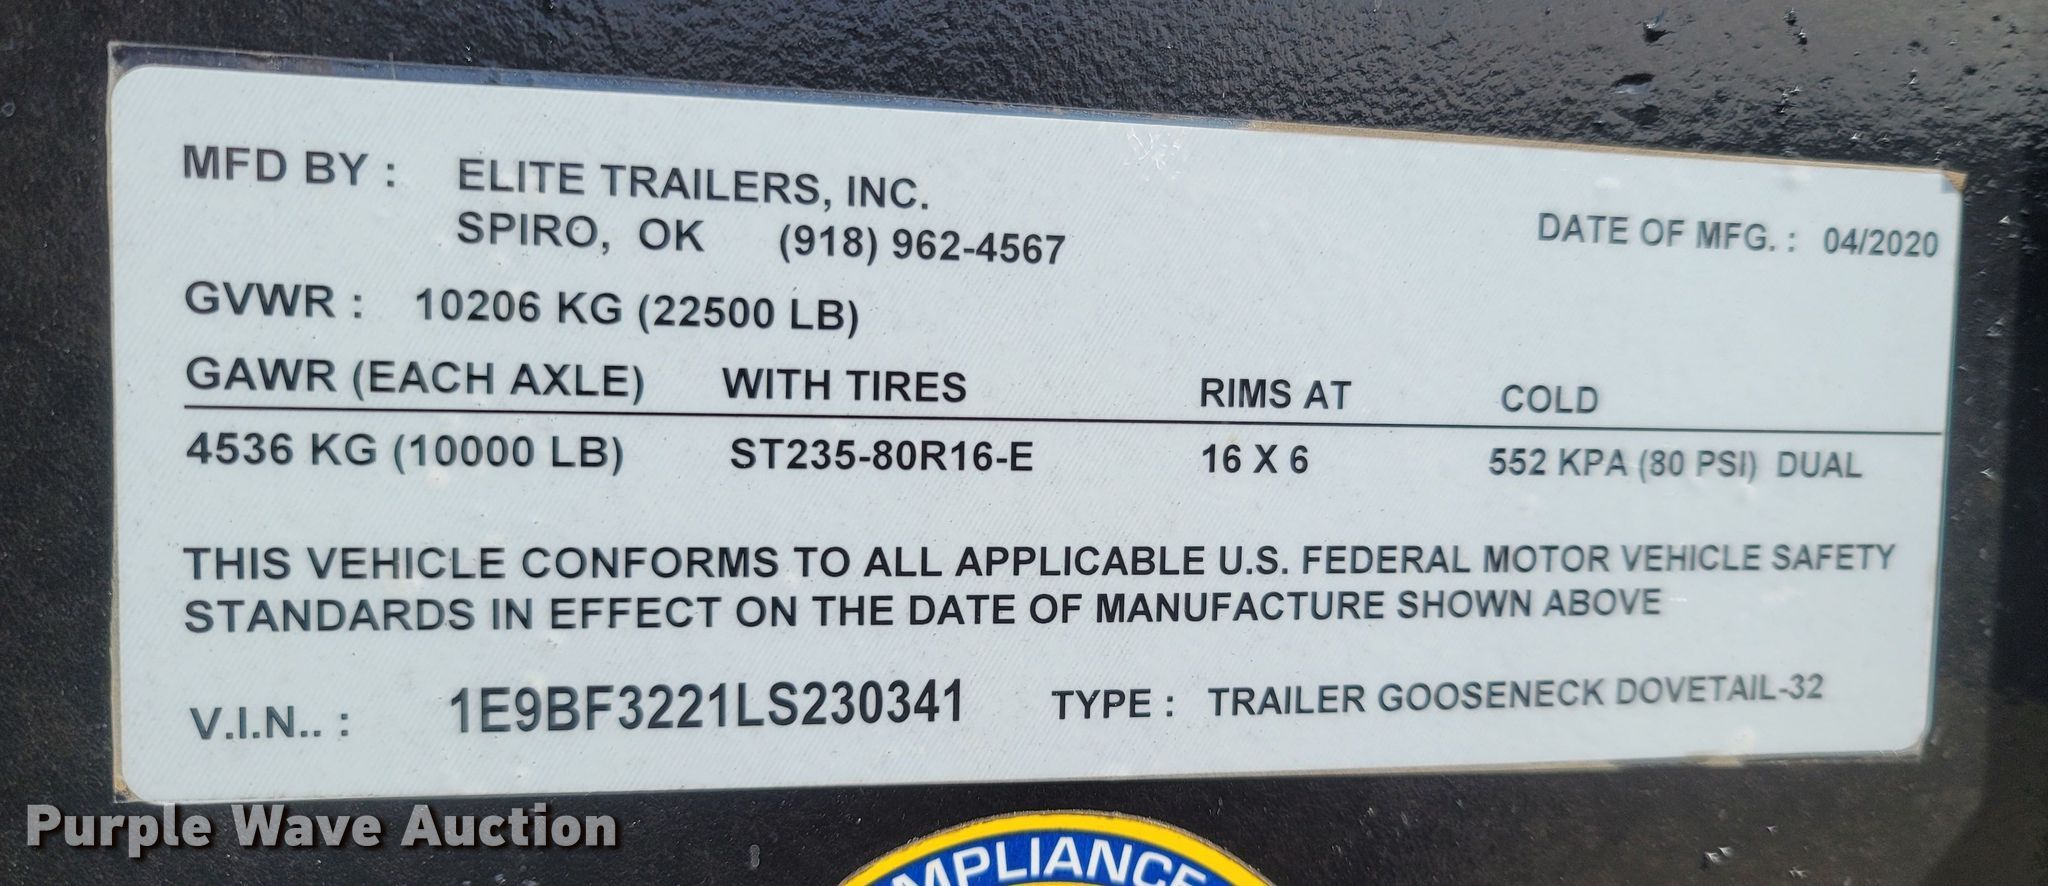 MFD BY : ELITE TRAILERS, INC.
SPIRO, OK (918) 962-4567
DATE OF MFG. : 04/2020
GVWR : 10206 KG (22500 LB)
GAWR (EACH AXLE) WITH TIRES RIMS AT COLD
4536 KG (10000 LB) ST235-80R16-E 16 X 6 552 KPA (80 PSI) DUAL
THIS VEHICLE CONFORMS TO ALL APPLICABLE U.S. FEDERAL MOTOR VEHICLE SAFETY
STANDARDS IN EFFECT ON THE DATE OF MANUFACTURE SHOWN ABOVE
V.I.N.. : 1E9BF3221LS230341 TYPE : TRAILER GOOSENECK DOVETAIL-32
Purple Wave Auction
MPLIANCE